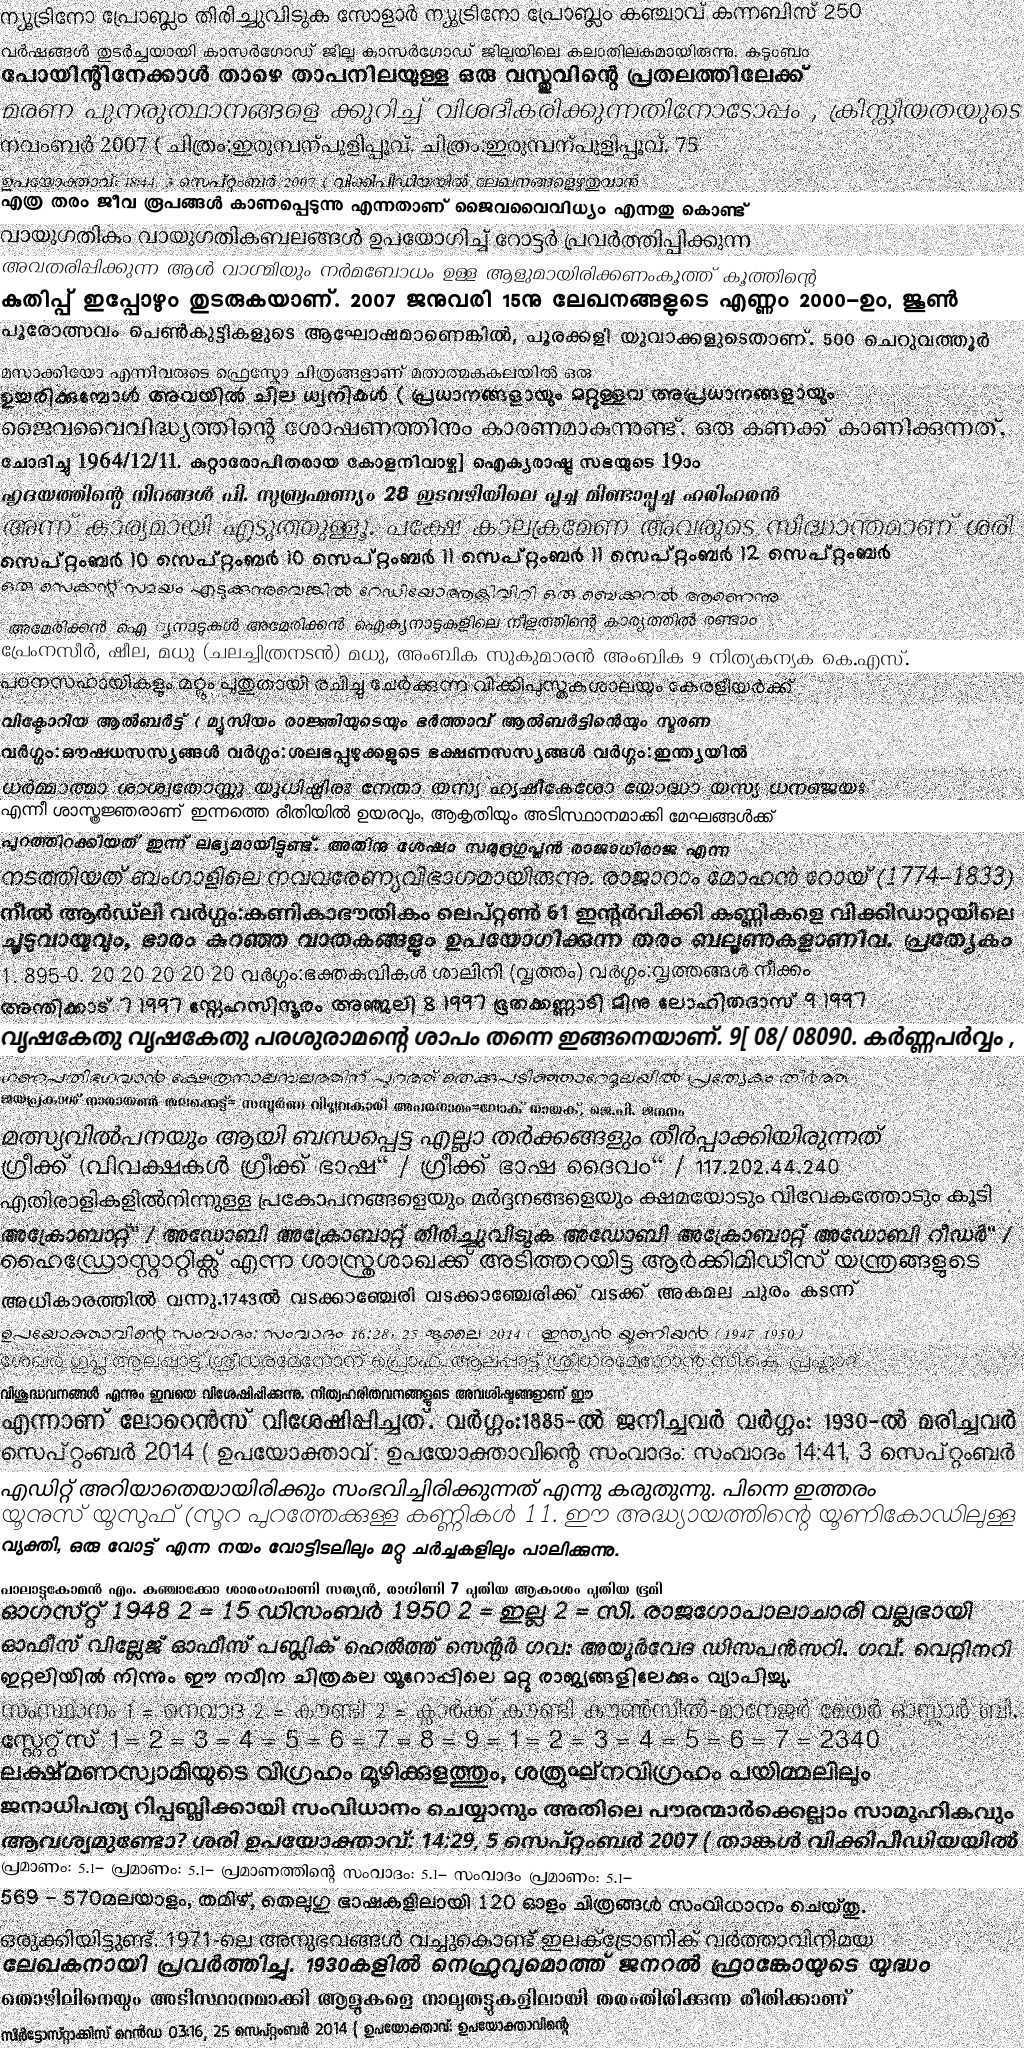 ന്യൂട്രിനോ പ്രോബ്ലം തിരിച്ചുവിടുക സോളാർ ന്യൂട്രിനോ പ്രോബ്ലം കഞ്ചാവ് കന്നബിസ് 250
വർഷങ്ങൾ തുടർച്ചയായി കാസർഗോഡ് ജില്ല കാസർഗോഡ് ജില്ലയിലെ കലാതിലകമായിരുന്നു. കുടുംബം
പോയിന്റിനേക്കാൾ താഴെ താപനിലയുള്ള ഒരു വസ്തുവിന്റെ പ്രതലത്തിലേക്ക്
മരണ പുനരുത്ഥാനങ്ങളെ ക്കുറിച്ച് വിശദീകരിക്കുന്നതിനോടോപ്പം , ക്രിസ്തീയതയുടെ
നവംബർ 2007 ( ചിത്രം:ഇരുമ്പന്പുളിപ്പൂവ്. ചിത്രം:ഇരുമ്പന്പുളിപ്പൂവ്. 75
ഉപയോക്താവ്: 18:44, 3 സെപ്റ്റംബർ 2007 ( വിക്കിപീഡിയയിൽ ലേഖനങ്ങളെഴുതുവാൻ
എത്ര തരം ജീവ രൂപങ്ങൾ കാണപ്പെടുന്നു എന്നതാണ് ജൈവവൈവിധ്യം എന്നതു കൊണ്ട്
വായുഗതികം വായുഗതികബലങ്ങൾ ഉപയോഗിച്ച് റോട്ടർ പ്രവർത്തിപ്പിക്കുന്ന
അവതരിപ്പിക്കുന്ന ആൾ വാഗ്മിയും നർമബോധം ഉള്ള ആളുമായിരിക്കണംകൂത്ത് കൂത്തിന്റെ
കുതിപ്പ് ഇപ്പോഴും തുടരുകയാണ്. 2007 ജനുവരി 15നു ലേഖനങ്ങളുടെ എണ്ണം 2000-ഉം, ജൂൺ
പൂരോത്സവം പെൺകുട്ടികളുടെ ആഘോഷമാണെങ്കിൽ, പൂരക്കളി യുവാക്കളുടെതാണ്. 500 ചെറുവത്തൂർ
മസാക്കിയോ എന്നിവരുടെ ഫ്രെസ്കോ ചിത്രങ്ങളാണ് മതാത്മകകലയിൽ ഒരു
ഉയരിക്കുമ്പോൾ അവയിൽ ചില ധ്വനികൾ ( പ്രധാനങ്ങളായും മറ്റുള്ളവ അപ്രധാനങ്ങളായും
ജൈവവൈവിദ്ധ്യത്തിന്റെ ശോഷണത്തിനും കാരണമാകുന്നുണ്ട്. ഒരു കണക്ക് കാണിക്കുന്നത്,
ചോദിച്ചു 1964/12/11. കുറ്റാരോപിതരായ കോളനിവാഴ്ച] ഐക്യരാഷ്ട്ര സഭയുടെ 19ാം
ഹൃദയത്തിന്റെ നിറങ്ങൾ പി. സുബ്രഹ്മണ്യം 28 ഇടവഴിയിലെ പൂച്ച മിണ്ടാപ്പൂച്ച ഹരിഹരൻ
അന്ന് കാര്യമായി എടുത്തുള്ളൂ. പക്ഷേ കാലക്രമേണ അവരുടെ സിദ്ധാന്തമാണ് ശരി
സെപ്റ്റംബർ 10 സെപ്റ്റംബർ 10 സെപ്റ്റംബർ 11 സെപ്റ്റംബർ 11 സെപ്റ്റംബർ 12 സെപ്റ്റംബർ
ഒരു സെക്കന്റ് സമയം എടുക്കുന്നുവെങ്കിൽ റേഡിയോആക്റ്റിവിറ്റി ഒരു ബെക്കറൽ ആണെന്നു
അമേരിക്കൻ ഐ ്യനാടുകൾ അമേരിക്കൻ ഐക്യനാടുകളിലെ നീളത്തിന്റെ കാര്യത്തിൽ രണ്ടാം
പ്രേംനസീർ, ഷീല, മധു (ചലച്ചിത്രനടൻ) മധു, അംബിക സുകുമാരൻ അംബിക 9 നിത്യകന്യക കെ.എസ്.
പഠനസഹായികളും മറ്റും പുതുതായി രചിച്ചു ചേർക്കുന്ന വിക്കിപുസ്തകശാലയും കേരളീയർക്ക്
വിക്ടോറിയ ആൽബർട്ട് ( മ്യൂസിയം രാജ്ഞിയുടെയും ഭർത്താവ് ആൽബർട്ടിന്റെയും സ്മരണ
വർഗ്ഗം:ഔഷധസസ്യങ്ങൾ വർഗ്ഗം:ശലഭപ്പുഴുക്കളുടെ ഭക്ഷണസസ്യങ്ങൾ വർഗ്ഗം:ഇന്ത്യയിൽ
ധർമ്മാത്മാ ശാശ്വതോസ്തു യുധിഷ്ഠിരഃ നേതാ തസ്യ ഹൃഷീകേശോ യോദ്ധാ യസ്യ ധനഞ്ജയഃ
എന്നീ ശാസ്ത്രജ്ഞരാണ് ഇന്നത്തെ രീതിയിൽ ഉയരവും, ആകൃതിയും അടിസ്ഥാനമാക്കി മേഘങ്ങൾക്ക്
പുറത്തിറക്കിയത് ഇന്ന് ലഭ്യമായിട്ടുണ്ട്. അതിനു ശേഷം സമുദ്രഗുപ്തൻ രാജാധിരാജ എന്ന
നടത്തിയത് ബംഗാളിലെ നവവരേണ്യവിഭാഗമായിരുന്നു. രാജാറാം മോഹൻ റോയ് (1774-1833)
നീൽ ആർഡ്‌ലി വർഗ്ഗം:കണികാഭൗതികം ലെപ്റ്റൺ 61 ഇന്റർവിക്കി കണ്ണികളെ വിക്കിഡാറ്റയിലെ
ചൂടുവായുവും, ഭാരം കുറഞ്ഞ വാതകങ്ങളും ഉപയോഗിക്കുന്ന തരം ബലൂണുകളാണിവ. പ്രത്യേകം
1. 895-0. 20 20 20 20 20 വർഗ്ഗം:ഭക്തകവികൾ ശാലിനി (വൃത്തം) വർഗ്ഗം:വൃത്തങ്ങൾ നീക്കം
അന്തിക്കാട് 7 1997 സ്നേഹസിന്ദൂരം അഞ്ജലി 8 1997 ഭൂതക്കണ്ണാടി മിനു ലോഹിതദാസ് 9 1997
വൃഷകേതു വൃഷകേതു പരശുരാമന്റെ ശാപം തന്നെ ഇങ്ങനെയാണ്. 9[ 08/ 08090. കർണ്ണപർവ്വം ,
ഗണപതിഭഗവാൻ ക്ഷേത്രനാലമ്പലത്തിന് പുറത്ത് തെക്കുപടിഞ്ഞാറേമൂലയിൽ പ്രത്യേകം തീർത്ത
ജയപ്രകാശ് നാരായൺ തലക്കെട്ട്= സമ്പൂർണ വിപ്ലവകാരി അപരനാമം=ലോക് നായക്, ജെ.പി. ജനനം
മത്സ്യവിൽപനയും ആയി ബന്ധപ്പെട്ട എല്ലാ തർക്കങ്ങളും തീർപ്പാക്കിയിരുന്നത്
ഗ്രീക്ക് (വിവക്ഷകൾ ഗ്രീക്ക് ഭാഷ“ / ഗ്രീക്ക് ഭാഷ ദൈവം“ / 117.202.44.240
എതിരാളികളിൽനിന്നുള്ള പ്രകോപനങ്ങളെയും മർദ്ദനങ്ങളെയും ക്ഷമയോടും വിവേകത്തോടും കൂടി
അക്രോബാറ്റ്" / അഡോബി അക്രോബാറ്റ് തിരിച്ചുവിടുക അഡോബി അക്രോബാറ്റ് അഡോബി റീഡർ" /
ഹൈഡ്രോസ്റ്റാറ്റിക്സ് എന്ന ശാസ്ത്രശാഖക്ക് അടിത്തറയിട്ട ആർക്കിമിഡീസ് യന്ത്രങ്ങളുടെ
അധികാരത്തിൽ വന്നു.1743ൽ വടക്കാഞ്ചേരി വടക്കാഞ്ചേരിക്ക് വടക്ക് അകമല ചുരം കടന്ന്
ഉപയോക്താവിന്റെ സംവാദം: സംവാദം 16:28, 25 ജൂലൈ 2014 ( ഇന്ത്യൻ യൂണിയൻ (1947 1950)
ശേഖർ ഗുപ്ത ആലപ്പാട്ട് ശ്രീധരമേനോന് പ്രൊഫ. ആലപ്പാട്ട് ശ്രീധരമേനോൻ സി.കെ. പ്രഹ്ലാദ്
വിശുദ്ധവനങ്ങൾ എന്നും ഇവയെ വിശേഷിപ്പിക്കുന്നു. നിത്യഹരിതവനങ്ങളുടെ അവശിഷ്ടങ്ങളാണ് ഈ
എന്നാണ് ലോറെൻസ് വിശേഷിപ്പിച്ചത്. വർഗ്ഗം:1885-ൽ ജനിച്ചവർ വർഗ്ഗം: 1930-ൽ മരിച്ചവർ
സെപ്റ്റംബർ 2014 ( ഉപയോക്താവ്: ഉപയോക്താവിന്റെ സംവാദം: സംവാദം 14:41, 3 സെപ്റ്റംബർ
എഡിറ്റ് അറിയാതെയായിരിക്കും സംഭവിച്ചിരിക്കുന്നത് എന്നു കരുതുന്നു. പിന്നെ ഇത്തരം
യൂനുസ് യൂസുഫ് (സൂറ പുറത്തേക്കുള്ള കണ്ണികൾ 11. ഈ അദ്ധ്യായത്തിന്റെ യൂണികോഡിലുള്ള
വ്യക്തി, ഒരു വോട്ട് എന്ന നയം വോട്ടിടലിലും മറ്റു ചർച്ചകളിലും പാലിക്കുന്നു.
പാലാട്ടുകോമൻ എം. കുഞ്ചാക്കോ ശാരംഗപാണി സത്യൻ, രാഗിണി 7 പുതിയ ആകാശം പുതിയ ഭൂമി
ഓഗസ്റ്റ് 1948 2 = 15 ഡിസംബർ 1950 2 = ഇല്ല 2 = സി. രാജഗോപാലാചാരി വല്ലഭായി
ഓഫീസ് വില്ലേജ് ഓഫീസ് പബ്ലിക് ഹെൽത്ത് സെന്റർ ഗവ: അയൂർവേദ ഡിസപൻസറി. ഗവ്. വെറ്റിനറി
ഇറ്റലിയിൽ നിന്നും ഈ നവീന ചിത്രകല യൂറോപ്പിലെ മറ്റു രാജ്യങ്ങളിലേക്കും വ്യാപിച്ചു.
സംസ്ഥാനം 1 = നെവാദ 2 = കൗണ്ടി 2 = ക്ലാർക്ക് കൗണ്ടി കൗൺസിൽ-മാനേജർ മേയർ ഓസ്കാർ ബി.
സ്റ്റേറ്റ്സ് 1 = 2 = 3 = 4 = 5 = 6 = 7 = 8 = 9 = 1 = 2 = 3 = 4 = 5 = 6 = 7 = 2340
ലക്ഷ്മണസ്വാമിയുടെ വിഗ്രഹം മൂഴിക്കുളത്തും, ശത്രുഘ്നവിഗ്രഹം പയിമ്മലിലും
ജനാധിപത്യ റിപ്പബ്ലിക്കായി സംവിധാനം ചെയ്യാനും അതിലെ പൗരന്മാർക്കെല്ലാം സാമൂഹികവും
ആവശ്യമുണ്ടോ? ശരി ഉപയോക്താവ്: 14:29, 5 സെപ്റ്റംബർ 2007 ( താങ്കൾ വിക്കിപീഡിയയിൽ
പ്രമാണം: 5.1- പ്രമാണം: 5.1- പ്രമാണത്തിന്റെ സംവാദം: 5.1- സംവാദം പ്രമാണം: 5.1-
569 - 570മലയാളം, തമിഴ്, തെലുഗു ഭാഷകളിലായി 120 ഓളം ചിത്രങ്ങൾ സംവിധാനം ചെയ്തു.
ഒരുക്കിയിട്ടുണ്ട്. 1971-ലെ അനുഭവങ്ങൾ വച്ചുകൊണ്ട് ഇലക്ട്രോണിക് വർത്താവിനിമയ
ലേഖകനായി പ്രവർത്തിച്ചു. 1930കളിൽ നെഹ്രുവുമൊത്ത് ജനറൽ ഫ്രാങ്കോയുടെ യുദ്ധം
തൊഴിലിനെയും അടിസ്ഥാനമാക്കി ആളുകളെ നാലുതട്ടുകളിലായി തരംതിരിക്കുന്ന രീതിക്കാണ്
സിർട്ടോസ്റ്റാക്കിസ് റെൻഡ 03:16, 25 സെപ്റ്റംബർ 2014 ( ഉപയോക്താവ്: ഉപയോക്താവിന്റെ